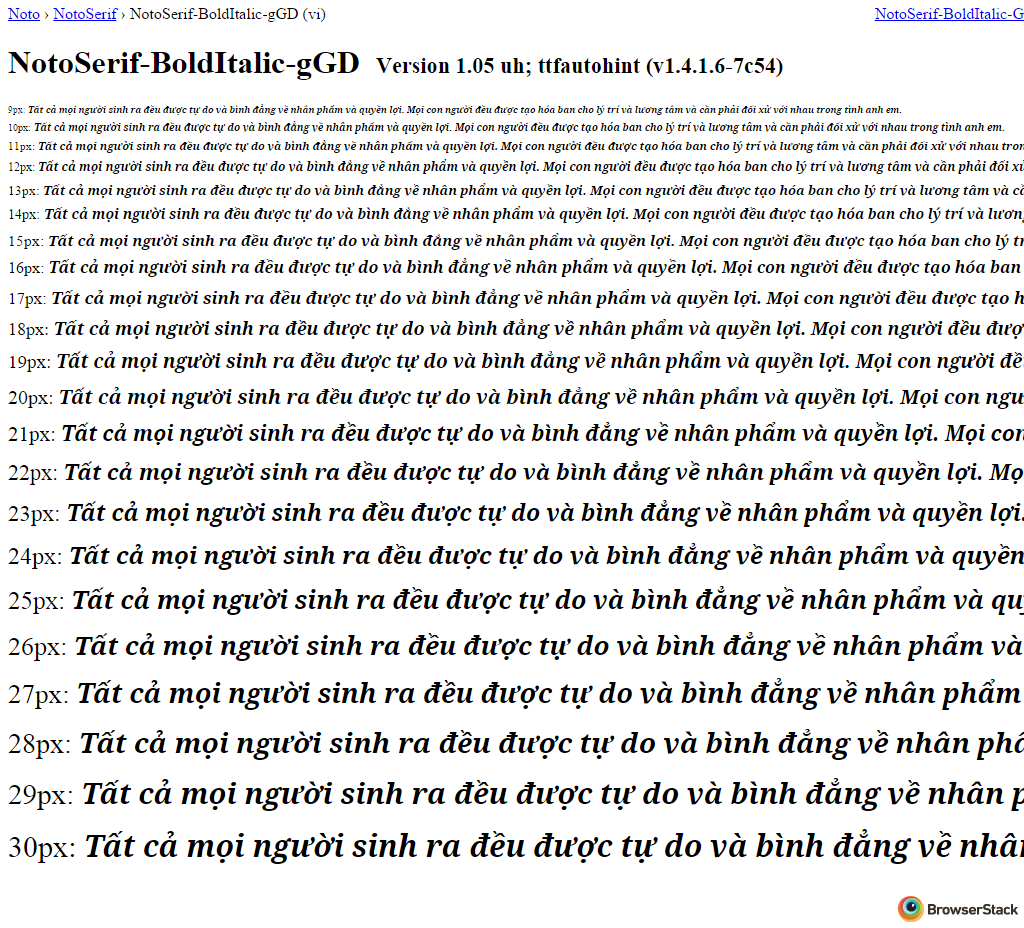 Noto › NotoSerif › NotoSerif-BoldItalic-gGD (vi) NotoSerif-BoldItalic-G
NotoSerif-BoldItalic-gGD Version 1.05 uh; ttfautohint (v1.4.1.6-7c54)
9px: Tất cả mọi người sinh ra đều được tự do và bình đẳng về nhân phẩm và quyền lợi. Mọi con người đều được tạo hóa ban cho lý trí và lương tâm và cần phải đối xử với nhau trong tình anh em.
10px: Tất cả mọi người sinh ra đều được tự do và bình đẳng về nhân phẩm và quyền lợi. Mọi con người đều được tạo hóa ban cho lý trí và lương tâm và cần phải đối xử với nhau trong tình anh em.
11px: Tất cả mọi người sinh ra đều được tự do và bình đẳng về nhân phẩm và quyền lợi. Mọi con người đều được tạo hóa ban cho lý trí và lương tâm và cần phải đối xử với nhau tron
12px: Tất cả mọi người sinh ra đều được tự do và bình đẳng về nhân phẩm và quyền lợi. Mọi con người đều được tạo hóa ban cho lý trí và lương tâm và cần phải đối xử
13px: Tất cả mọi người sinh ra đều được tự do và bình đẳng về nhân phẩm và quyền lợi. Mọi con người đều được tạo hóa ban cho lý trí và lương tâm và cầ
14px: Tất cả mọi người sinh ra đều được tự do và bình đẳng về nhân phẩm và quyền lợi. Mọi con người đều được tạo hóa ban cho lý trí và lương
15px: Tất cả mọi người sinh ra đều được tự do và bình đẳng về nhân phẩm và quyền lợi. Mọi con người đều được tạo hóa ban cho lý tr
16px: Tất cả mọi người sinh ra đều được tự do và bình đẳng về nhân phẩm và quyền lợi. Mọi con người đều được tạo hóa ban
17px: Tất cả mọi người sinh ra đều được tự do và bình đẳng về nhân phẩm và quyền lợi. Mọi con người đều được tạo h
18px: Tất cả mọi người sinh ra đều được tự do và bình đẳng về nhân phẩm và quyền lợi. Mọi con người đều đượ
19px: Tất cả mọi người sinh ra đều được tự do và bình đẳng về nhân phẩm và quyền lợi. Mọi con người đề
20px: Tất cả mọi người sinh ra đều được tự do và bình đẳng về nhân phẩm và quyền lợi. Mọi con ngư
21px: Tất cả mọi người sinh ra đều được tự do và bình đẳng về nhân phẩm và quyền lợi. Mọi con
22px: Tất cả mọi người sinh ra đều được tự do và bình đẳng về nhân phẩm và quyền lợi. Mọ
23px: Tất cả mọi người sinh ra đều được tự do và bình đẳng về nhân phẩm và quyền lợi.
24px: Tất cả mọi người sinh ra đều được tự do và bình đẳng về nhân phẩm và quyền
25px: Tất cả mọi người sinh ra đều được tự do và bình đẳng về nhân phẩm và quy
26px: Tất cả mọi người sinh ra đều được tự do và bình đẳng về nhân phẩm và
27px: Tất cả mọi người sinh ra đều được tự do và bình đẳng về nhân phẩm
28px: Tất cả mọi người sinh ra đều được tự do và bình đẳng về nhân phẩ
29px: Tất cả mọi người sinh ra đều được tự do và bình đẳng về nhân p
30px: Tất cả mọi người sinh ra đều được tự do và bình đẳng về nhân
BrowserStack